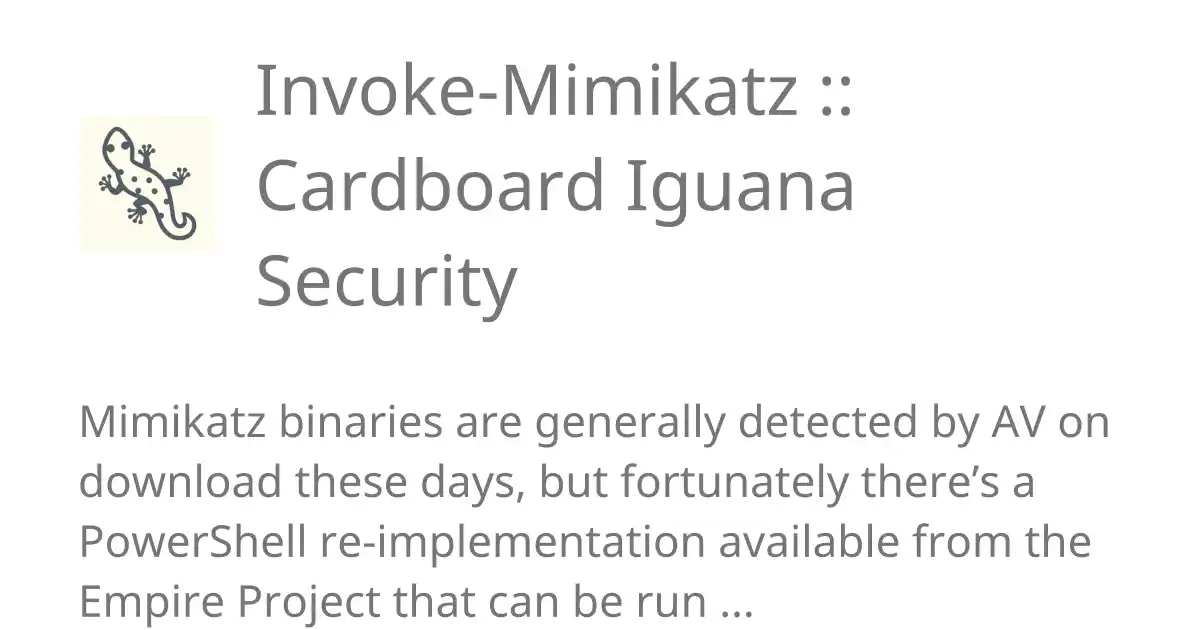 Invoke-Mimikatz ::
Cardboard Iguana
Security
Mimikatz binaries are generally detected by AV on
download these days, but fortunately there’s a
PowerShell re-implementation available from the
Empire Project that can be run ...